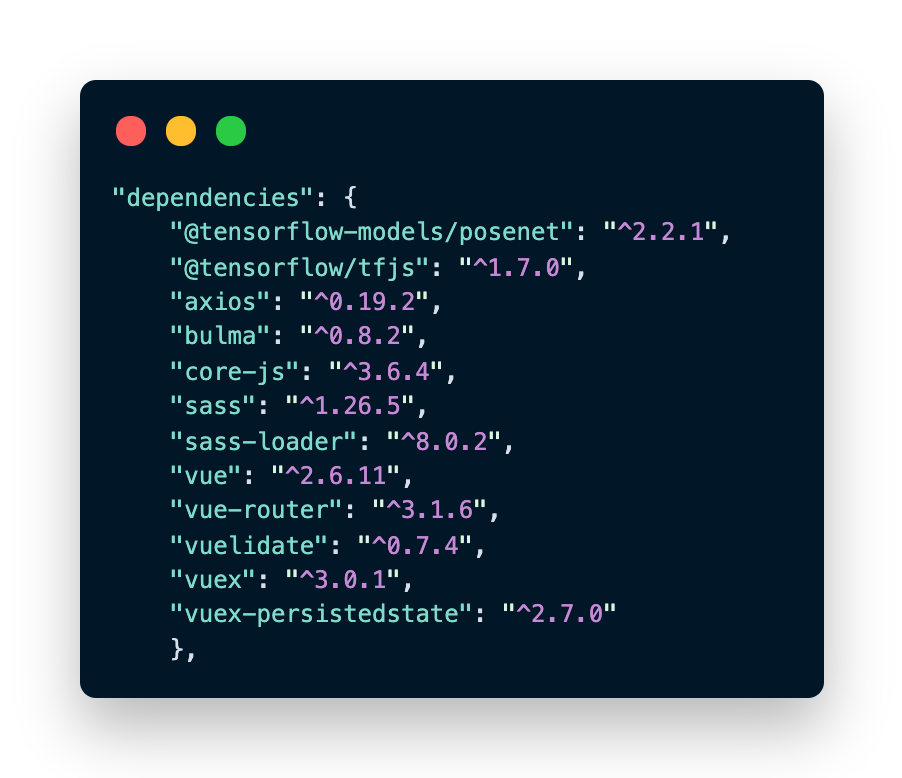 "dependencies": {
"@tensorflow-models/posenet": "^2.2.1",
"@tensorflow/tfjs": "^1.7.0",
"axios": "^0.19.2",
"bulma": "^0.8.2",
"core-js": "^3.6.4",
"sass": "^1.26.5",
"sass-loader": "^8.0.2",
"vue": "^2.6.11",
"vue-router": "^3.1.6",
"vuelidate": "^0.7.4",
"vuex": "^3.0.1",
"vuex-persistedstate": "^2.7.0"
},